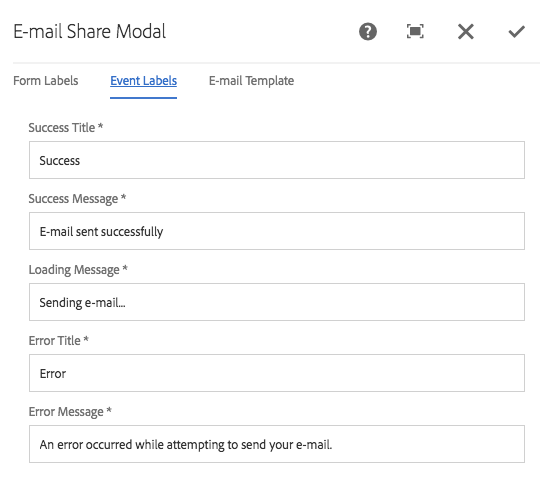 E-mail Share Modal
Form Labels Event Labels E-mail Template
Success Title *
Success
Success Message *
E-mail sent successfully
Loading Message *
Sending e-mail...
Error Title *
Error
Error Message *
An error occurred while attempting to send your e-mail.